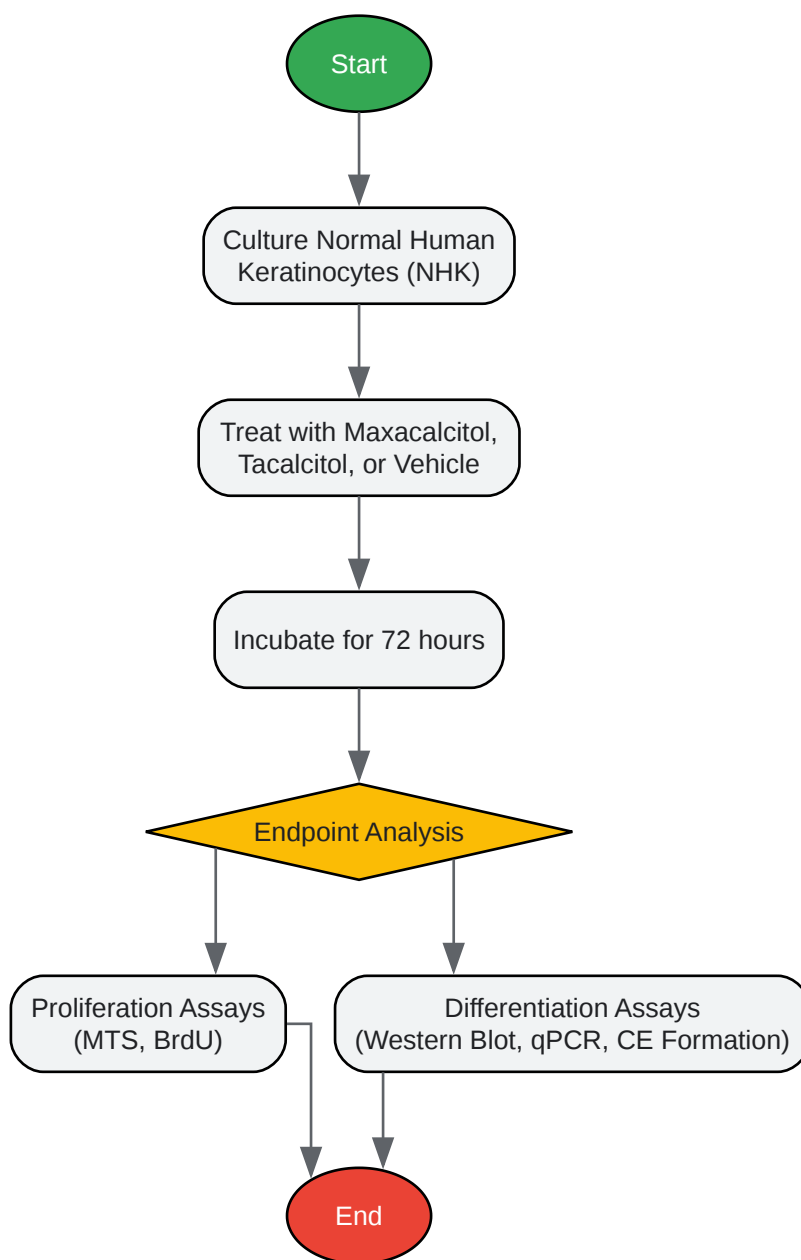 Start
Culture Normal Human
Keratinocytes (NHK)
Treat with Maxacalcitol,
Tacalcitol, or Vehicle
Incubate for 72 hours
Endpoint Analysis
Proliferation Assays
(MTS, BrdU)
Differentiation Assays
(Western Blot, qPCR, CE Formation)
End